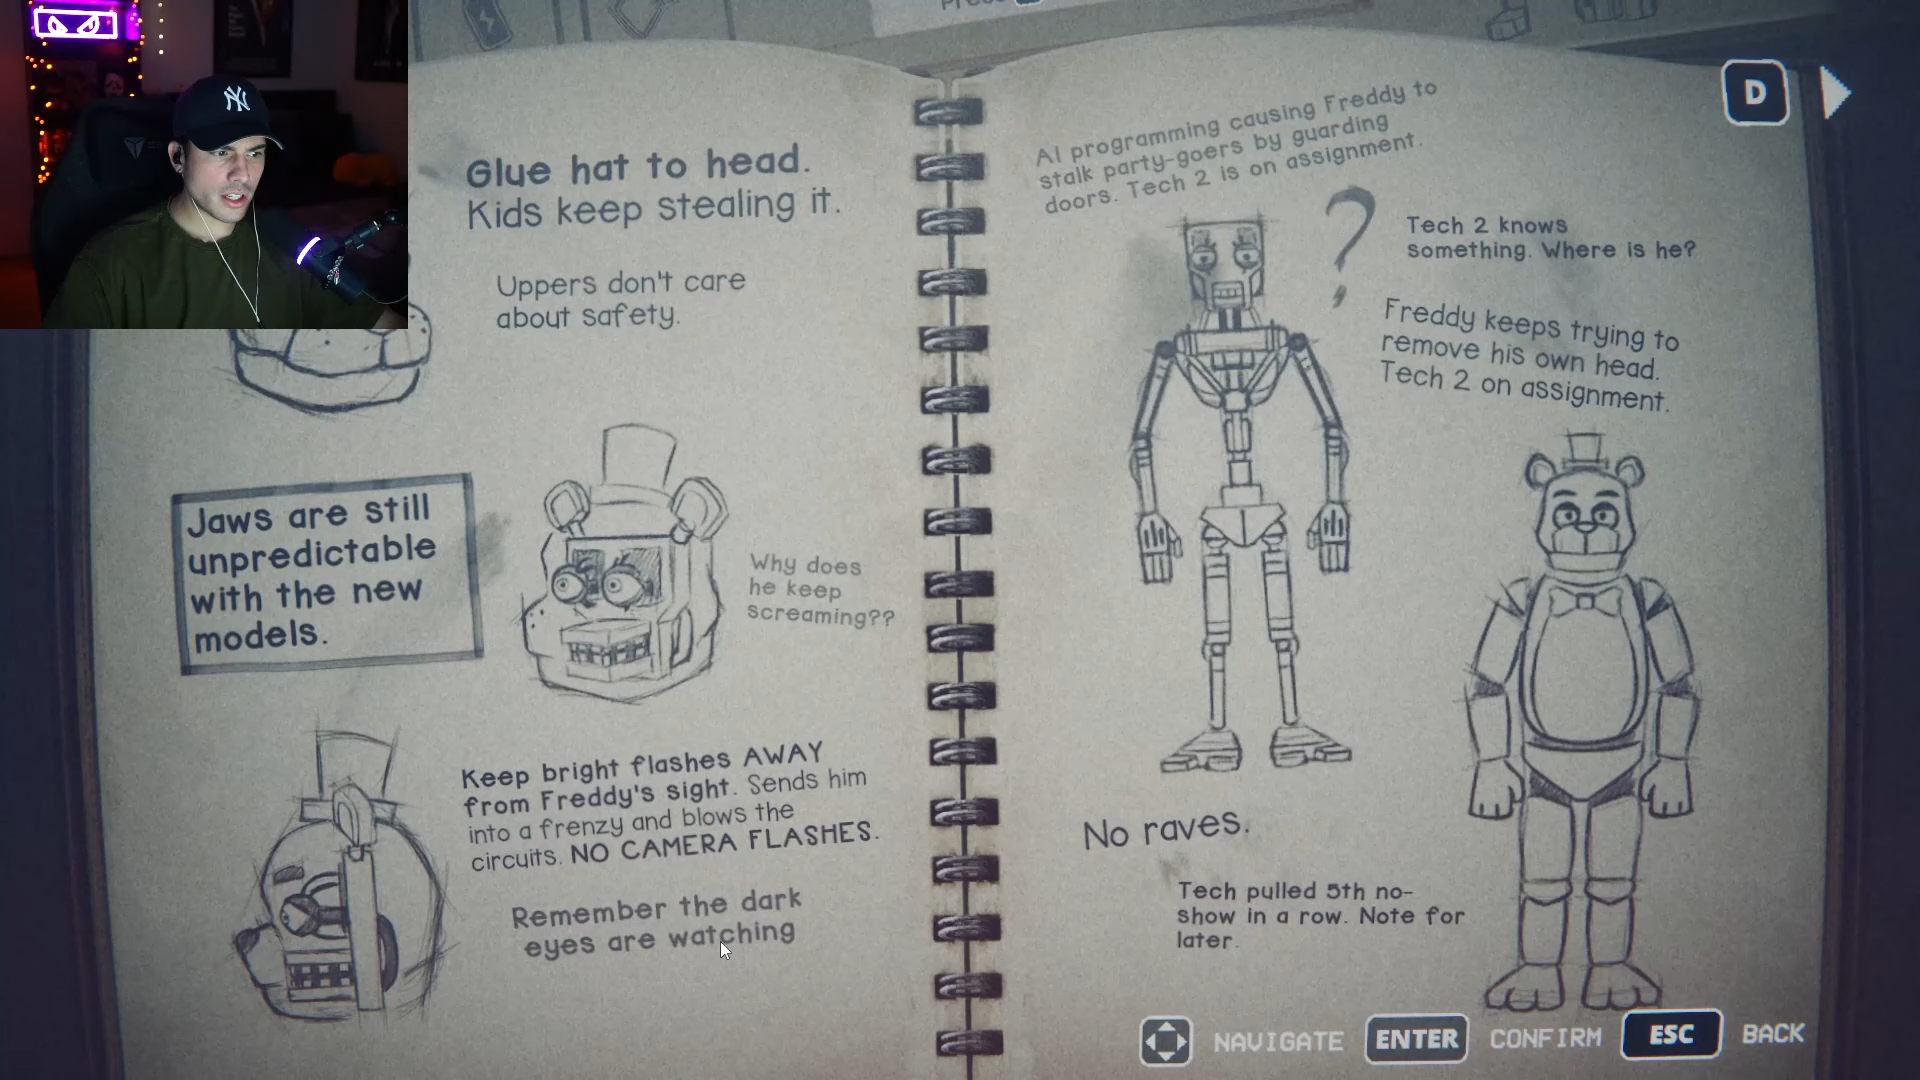 Glue hat to head.
Kids keep stealing it.
Uppers don't care
about safety.
Jaws are still
unpredictable
with the new
models.
Why does
he keep
screaming??
Keep bright flashes AWAY
from Freddy's sight. Sends him
into a frenzy and blows the
circuits. NO CAMERA FLASHES.
Remember the dark
eyes are watching
AI programming causing Freddy to
stalk party-goers by guarding
doors. Tech 2 is on assignment.
?
Tech 2 knows
something. Where is he?
Freddy keeps trying to
remove his own head.
Tech 2 on assignment.
No raves.
Tech pulled 5th no-
show in a row. Note for
later.
D
NAVIGATE ENTER CONFIRM ESC BACK
NY